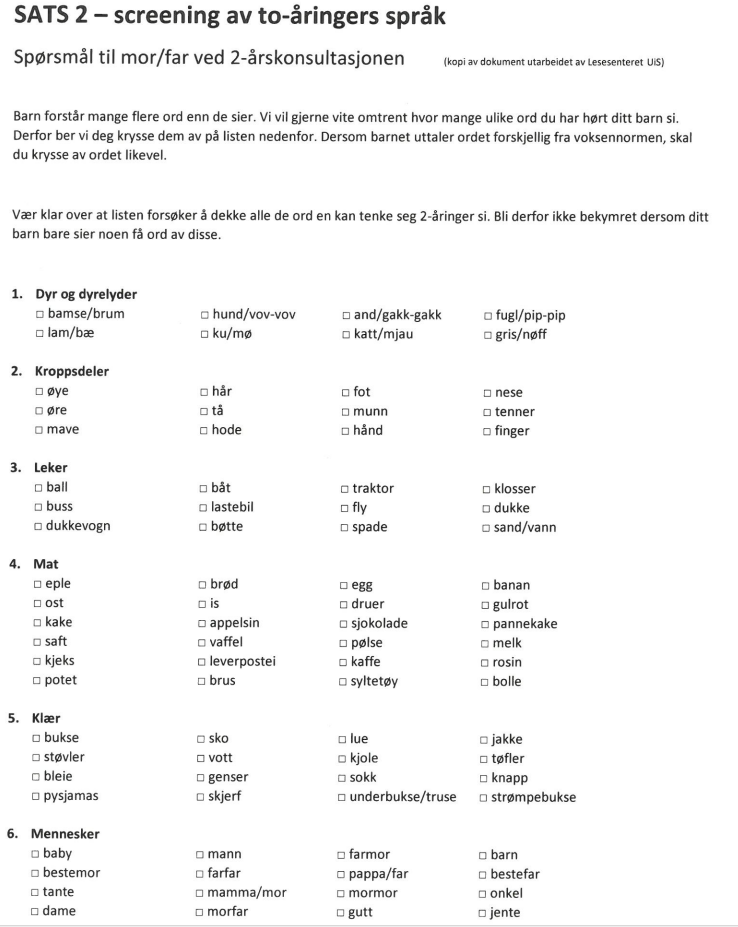 SATS 2 – screening av to-åringers språk
Spørsmål til mor/far ved 2-årskonsultasjonen (kopi av dokument utarbeidet av Lesesenteret UiS)
Barn forstår mange flere ord enn de sier. Vi vil gjerne vite omtrent hvor mange ulike ord du har hørt ditt barn si.
Derfor ber vi deg krysse dem av på listen nedenfor. Dersom barnet uttaler ordet forskjellig fra voksennormen, skal
du krysse av ordet likevel.
Vær klar over at listen forsøker å dekke alle de ord en kan tenke seg 2-åringer si. Bli derfor ikke bekymret dersom ditt
barn bare sier noen få ord av disse.
1. Dyr og dyrelyder
□ bamse/brum □ hund/vov-vov □ and/gakk-gakk □ fugl/pip-pip
□ lam/bæ □ ku/mø □ katt/mjau □ gris/nøff
2. Kroppsdeler
□ øye □ hår □ fot □ nese
□ øre □ tå □ munn □ tenner
□ mave □ hode □ hånd □ finger
3. Leker
□ ball □ båt □ traktor □ klosser
□ buss □ lastebil □ fly □ dukke
□ dukkevogn □ bøtte □ spade □ sand/vann
4. Mat
□ eple □ brød □ egg □ banan
□ ost □ is □ druer □ gulrot
□ kake □ appelsin □ sjokolade □ pannekake
□ saft □ vaffel □ pølse □ melk
□ kjeks □ leverpostei □ kaffe □ rosin
□ potet □ brus □ syltetøy □ bolle
5. Klær
□ bukse □ sko □ lue □ jakke
□ støvler □ vott □ kjole □ tøfler
□ bleie □ genser □ sokk □ knapp
□ pysjamas □ skjerf □ underbukse/truse □ strømpebukse
6. Mennesker
□ baby □ mann □ farmor □ barn
□ bestemor □ farfar □ pappa/far □ bestefar
□ tante □ mamma/mor □ mormor □ onkel
□ dame □ morfar □ gutt □ jente